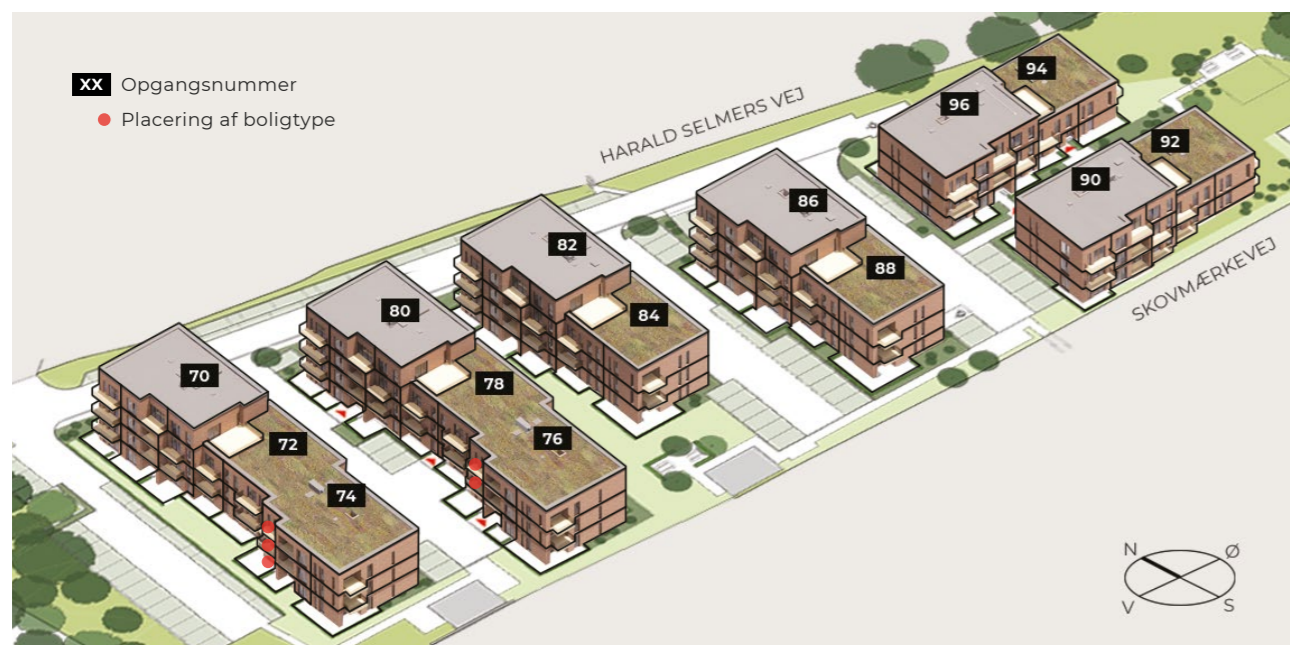 XX Opgangsnummer
Placering af boligtype
HARALD SELMERS VEJ
94
96
92
90
86
82
88
80
84
70
78
72
76
74
SKOVMÆRKEVEJ
N Ø
V S